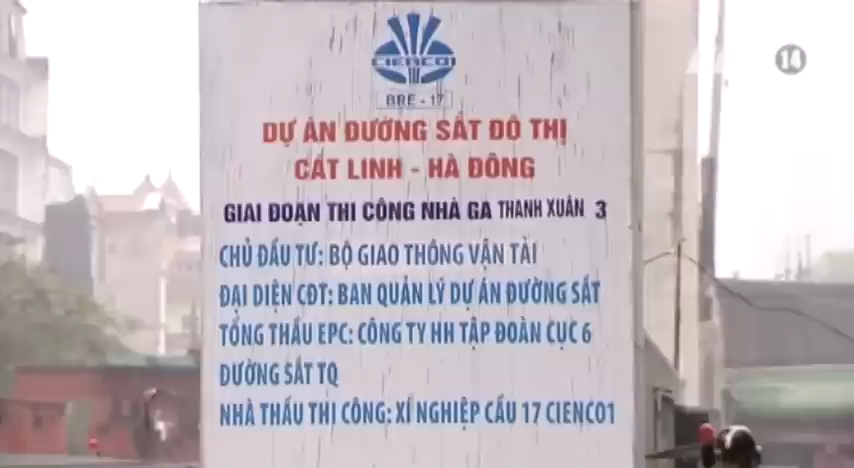 14
CIENCO1
BRE - 17
DỰ ÁN ĐƯỜNG SẮT ĐÔ THỊ
CÁT LINH - HÀ ĐÔNG
GIAI ĐOẠN THI CÔNG NHÀ GA THANH XUÂN 3
CHỦ ĐẦU TƯ: BỘ GIAO THÔNG VẬN TẢI
ĐẠI DIỆN CĐT: BAN QUẢN LÝ DỰ ÁN ĐƯỜNG SẮT
TỔNG THẦU EPC: CÔNG TY HH TẬP ĐOÀN CỤC 6
ĐƯỜNG SẮT TQ
NHÀ THẦU THI CÔNG: XÍ NGHIỆP CẦU 17 CIENCO1